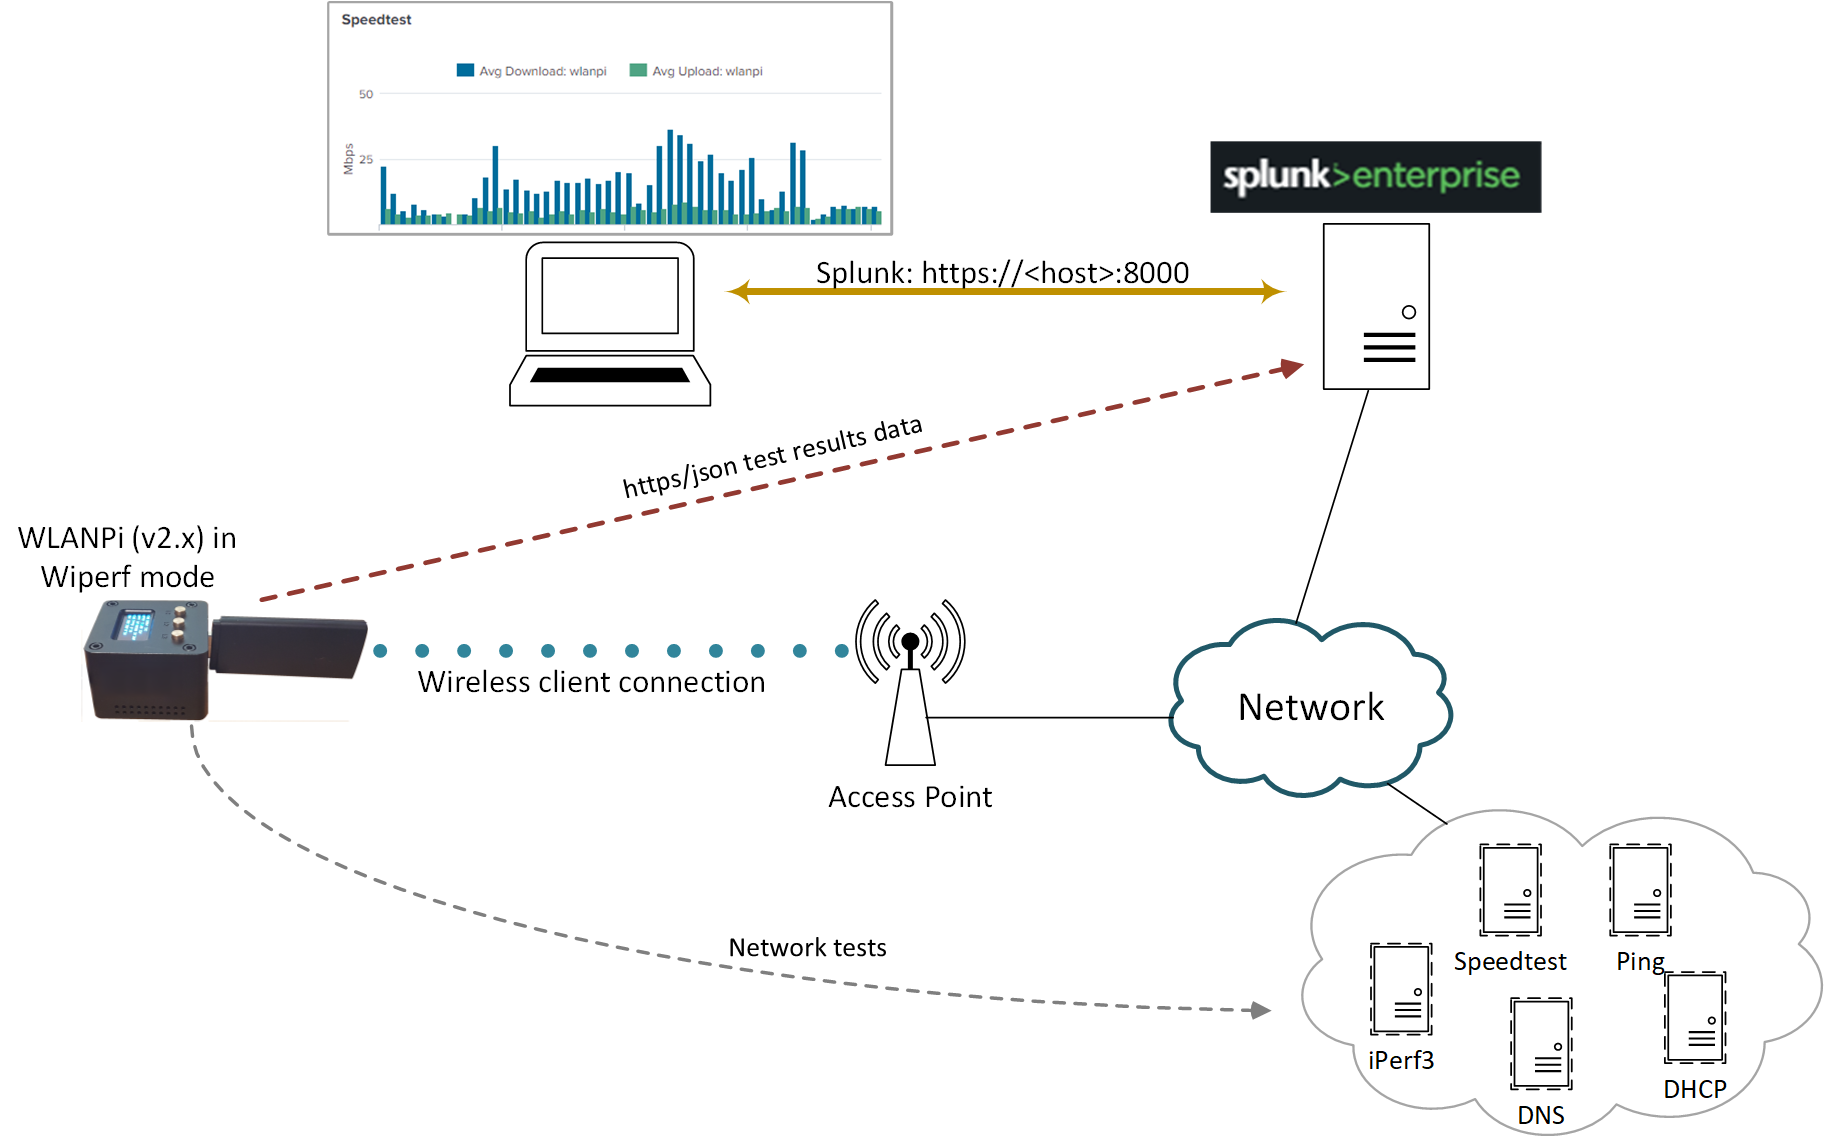 Speedtest
Avg Download: wlanpi
Avg Upload: wlanpi
50
25
Mbps
splunk>enterprise
Splunk: https://<host>:8000
https/json test results data
WLANPi (v2.x) in
Wiperf mode
Wireless client connection
Access Point
Network
Network tests
Speedtest
Ping
iPerf3
DNS
DHCP